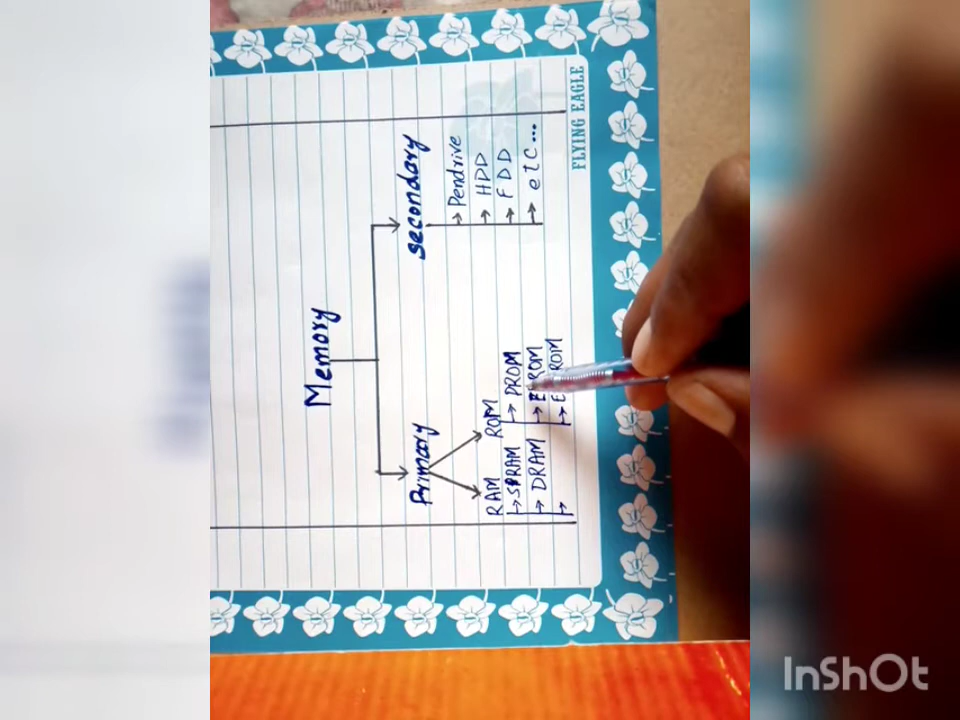 Memory
Primary
Secondary
RAM
ROM
SRAM
DRAM
PROM
Pendrive
HDD
FDD
etc...
FLYING EAGLE
InShOt